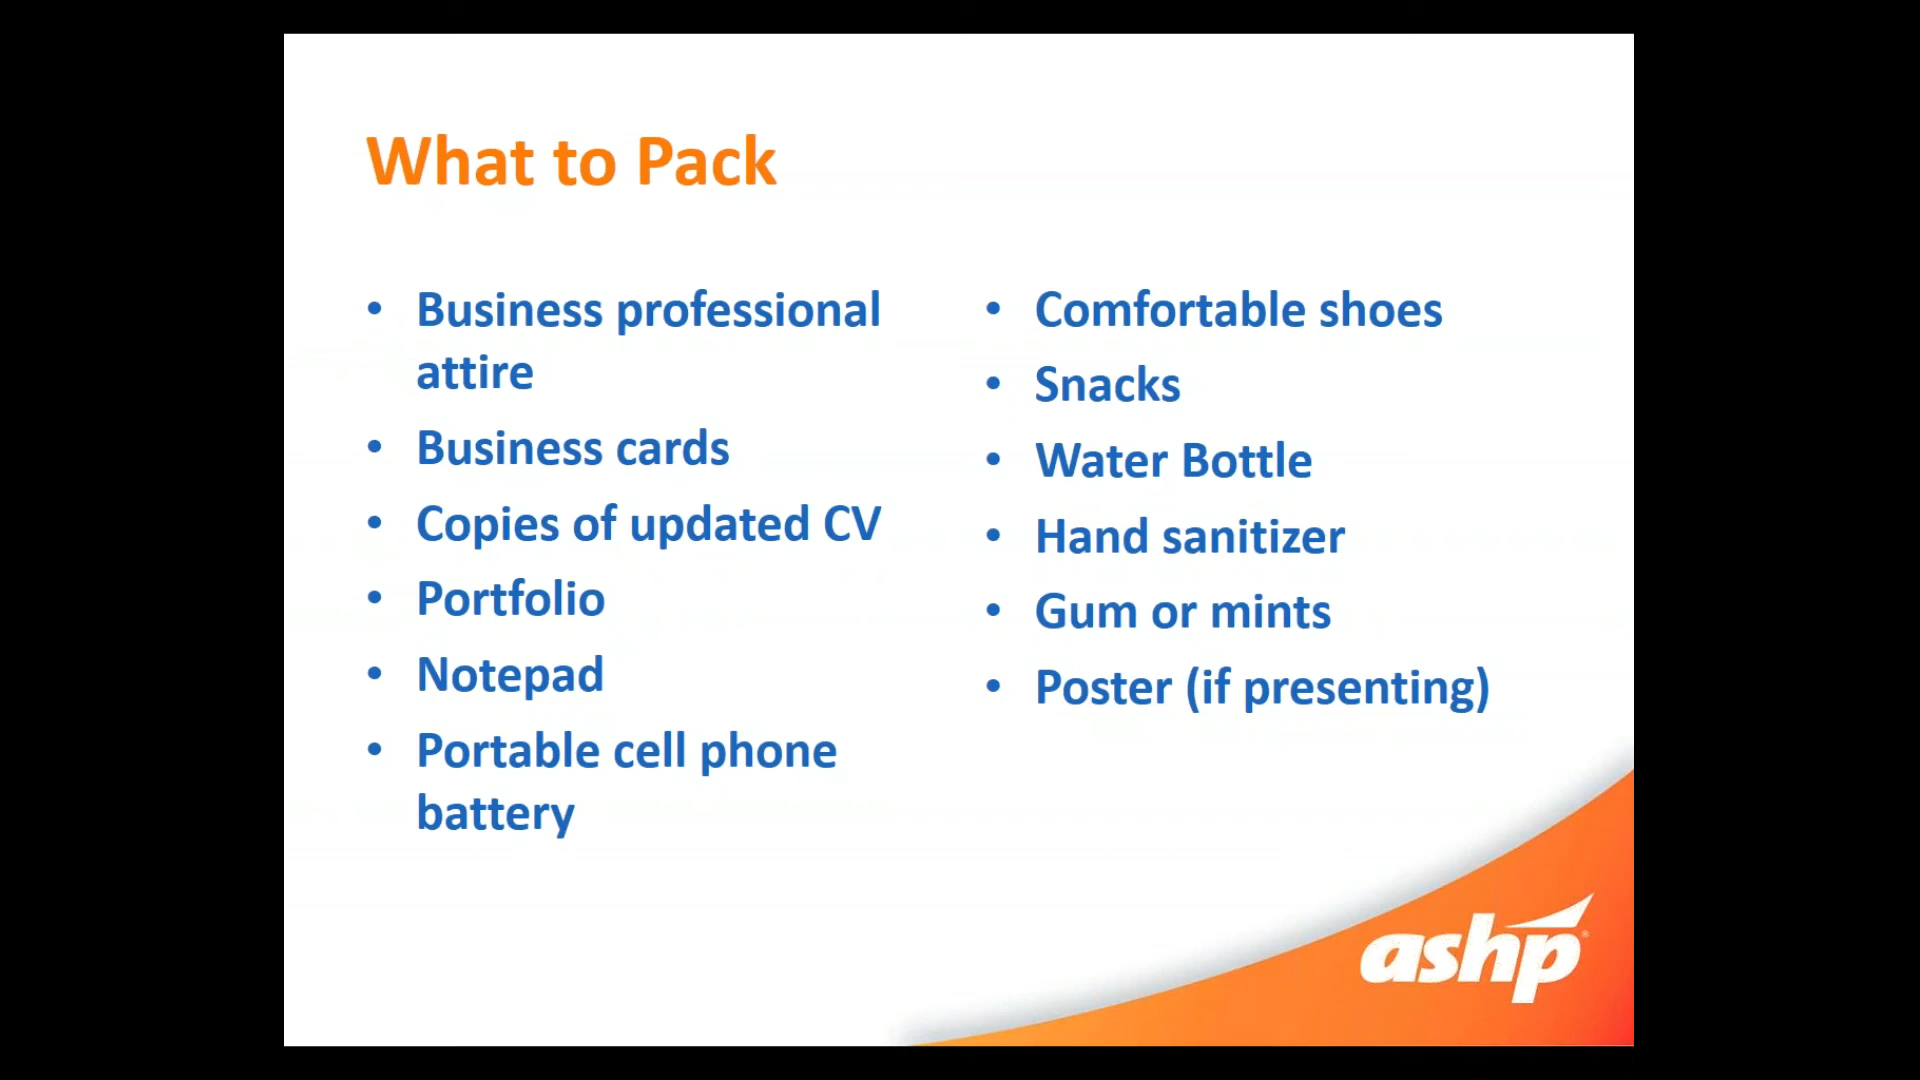 What to Pack
• Business professional
attire
• Business cards
• Copies of updated CV
• Portfolio
• Notepad
• Portable cell phone
battery
• Comfortable shoes
• Snacks
• Water Bottle
• Hand sanitizer
• Gum or mints
• Poster (if presenting)
ashp®